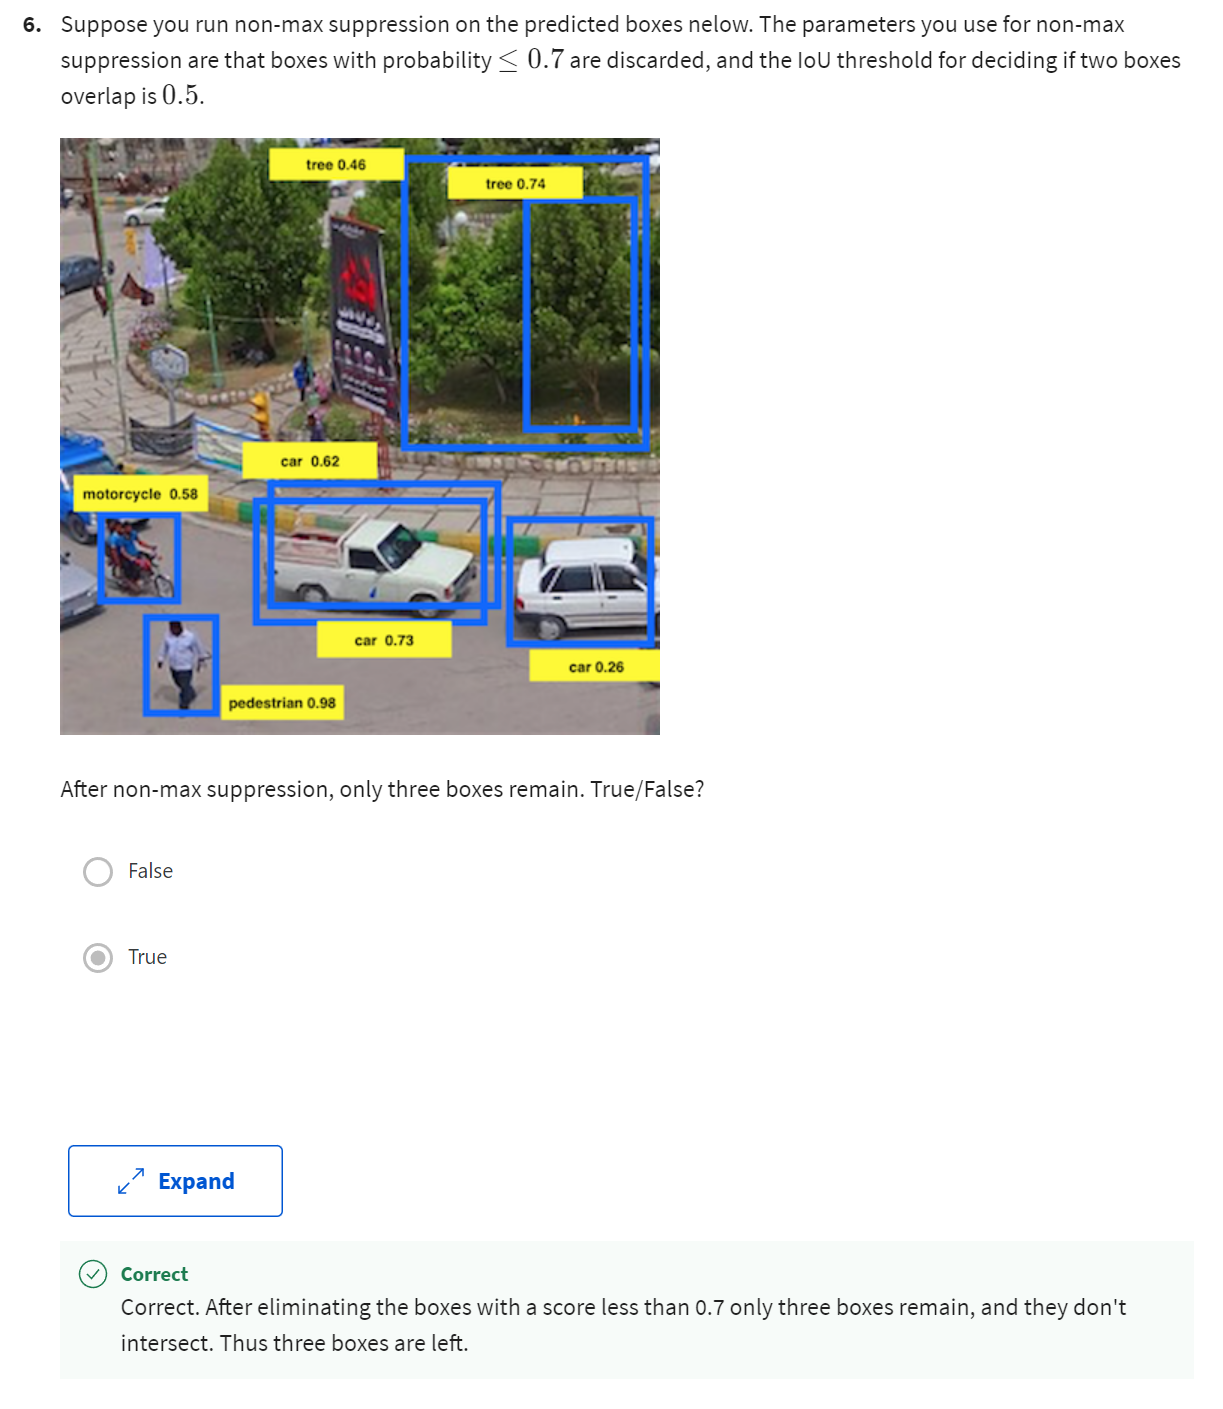 6. Suppose you run non-max suppression on the predicted boxes nelow. The parameters you use for non-max
suppression are that boxes with probability ≤ 0.7 are discarded, and the IoU threshold for deciding if two boxes
overlap is 0.5.
tree 0.46
tree 0.74
car 0.62
motorcycle 0.58
car 0.73
car 0.26
pedestrian 0.98
After non-max suppression, only three boxes remain. True/False?
False
True
Expand
Correct
Correct. After eliminating the boxes with a score less than 0.7 only three boxes remain, and they don't
intersect. Thus three boxes are left.